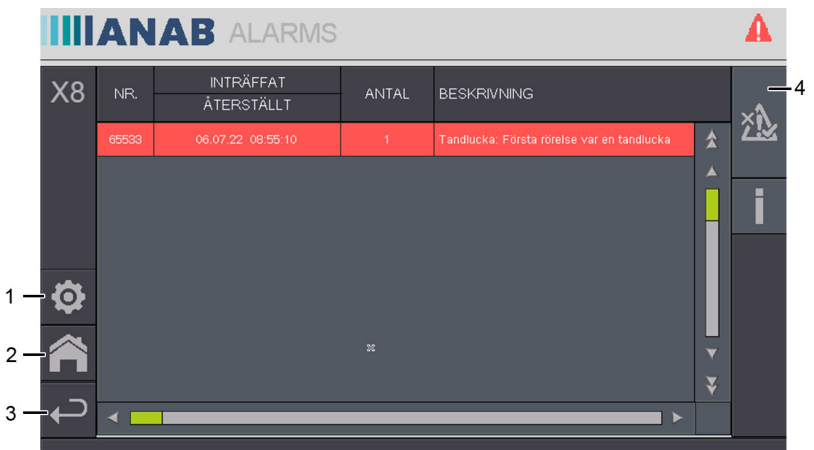 ANAB ALARMS
X8
NR.
INTRÄFFAT
ÅTERSTÄLLT
ANTAL
BESKRIVNING
65533
06.07.22 08:55:10
1
Tandlucka: Första rörelse var en tandlucka
i
1
2
3
4